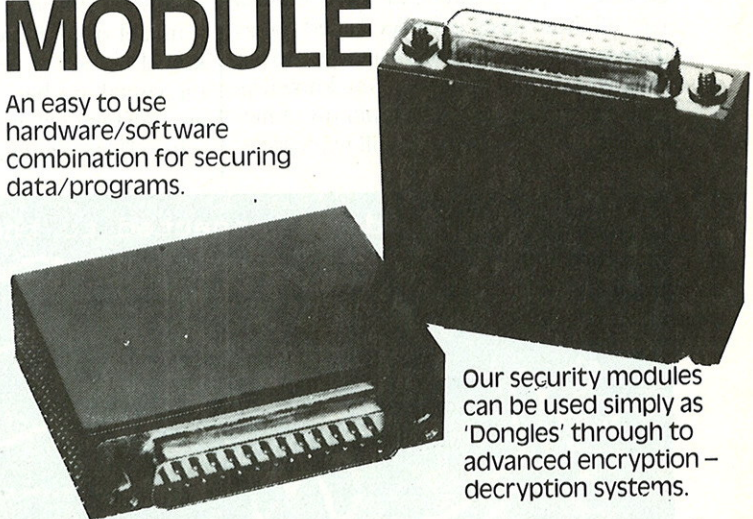 MODULE
An easy to use
hardware/software
combination for securing
data/programs.
Our security modules
can be used simply as
'Dongles' through to
advanced encryption –
decryption systems.